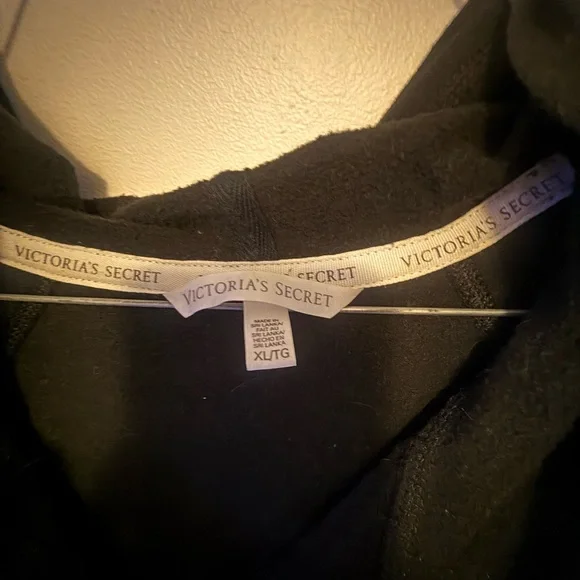 VICTORIA'S SECRET
VICTORIA'S SECRET
VICTORIA'S SECRET
VICTORIA'S SECRET
MADE IN
SRI LANKA/
FAIT AU
SRI LANKA/
HECHO EN
SRI LANKA
XL/TG